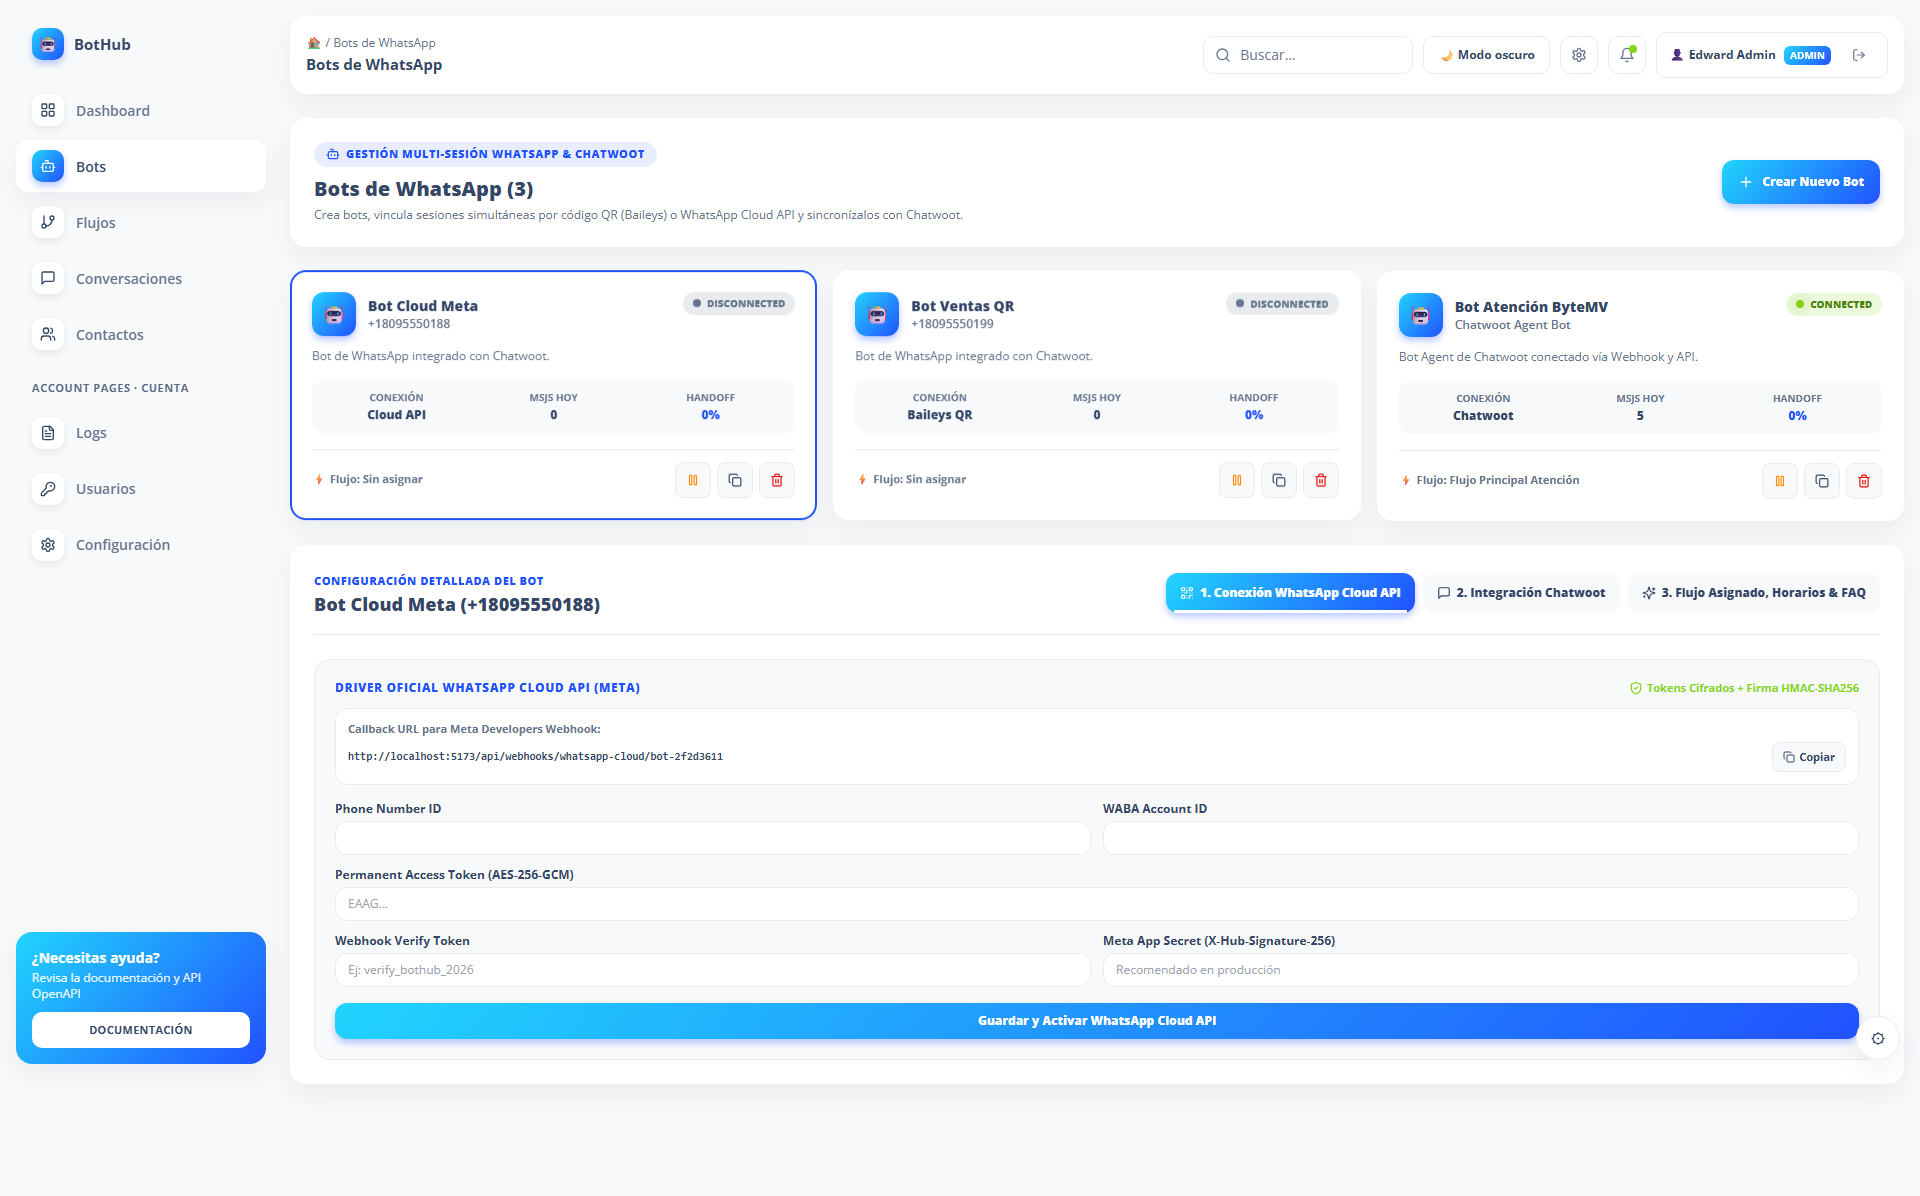 BotHub
Dashboard
Bots
Flujos
Conversaciones
Contactos
ACCOUNT PAGES · CUENTA
Logs
Usuarios
Configuración
¿Necesitas ayuda?
Revisa la documentación y API
OpenAPI
DOCUMENTACIÓN
/ Bots de WhatsApp
Bots de WhatsApp
Buscar...
Modo oscuro
Edward Admin
ADMIN
GESTIÓN MULTI-SESIÓN WHATSAPP & CHATWOOT
Bots de WhatsApp (3)
Crea bots, vincula sesiones simultáneas por código QR (Baileys) o WhatsApp Cloud API y sincronízalos con Chatwoot.
Crear Nuevo Bot
Bot Cloud Meta
+18095550188
DISCONNECTED
Bot de WhatsApp integrado con Chatwoot.
CONEXIÓN MSJS HOY HANDOFF
Cloud API 0 0%
Flujo: Sin asignar
Bot Ventas QR
+18095550199
DISCONNECTED
Bot de WhatsApp integrado con Chatwoot.
CONEXIÓN MSJS HOY HANDOFF
Baileys QR 0 0%
Flujo: Sin asignar
Bot Atención ByteMV
Chatwoot Agent Bot
CONNECTED
Bot Agent de Chatwoot conectado vía Webhook y API.
CONEXIÓN MSJS HOY HANDOFF
Chatwoot 5 0%
Flujo: Flujo Principal Atención
CONFIGURACIÓN DETALLADA DEL BOT
Bot Cloud Meta (+18095550188)
1. Conexión WhatsApp Cloud API
2. Integración Chatwoot
3. Flujo Asignado, Horarios & FAQ
DRIVER OFICIAL WHATSAPP CLOUD API (META)
Tokens Cifrados + Firma HMAC-SHA256
Callback URL para Meta Developers Webhook:
http://localhost:5173/api/webhooks/whatsapp-cloud/bot-2f2d3611
Copiar
Phone Number ID
WABA Account ID
Permanent Access Token (AES-256-GCM)
EAAG...
Webhook Verify Token
Meta App Secret (X-Hub-Signature-256)
Ej: verify_bothub_2026
Recomendado en producción
Guardar y Activar WhatsApp Cloud API